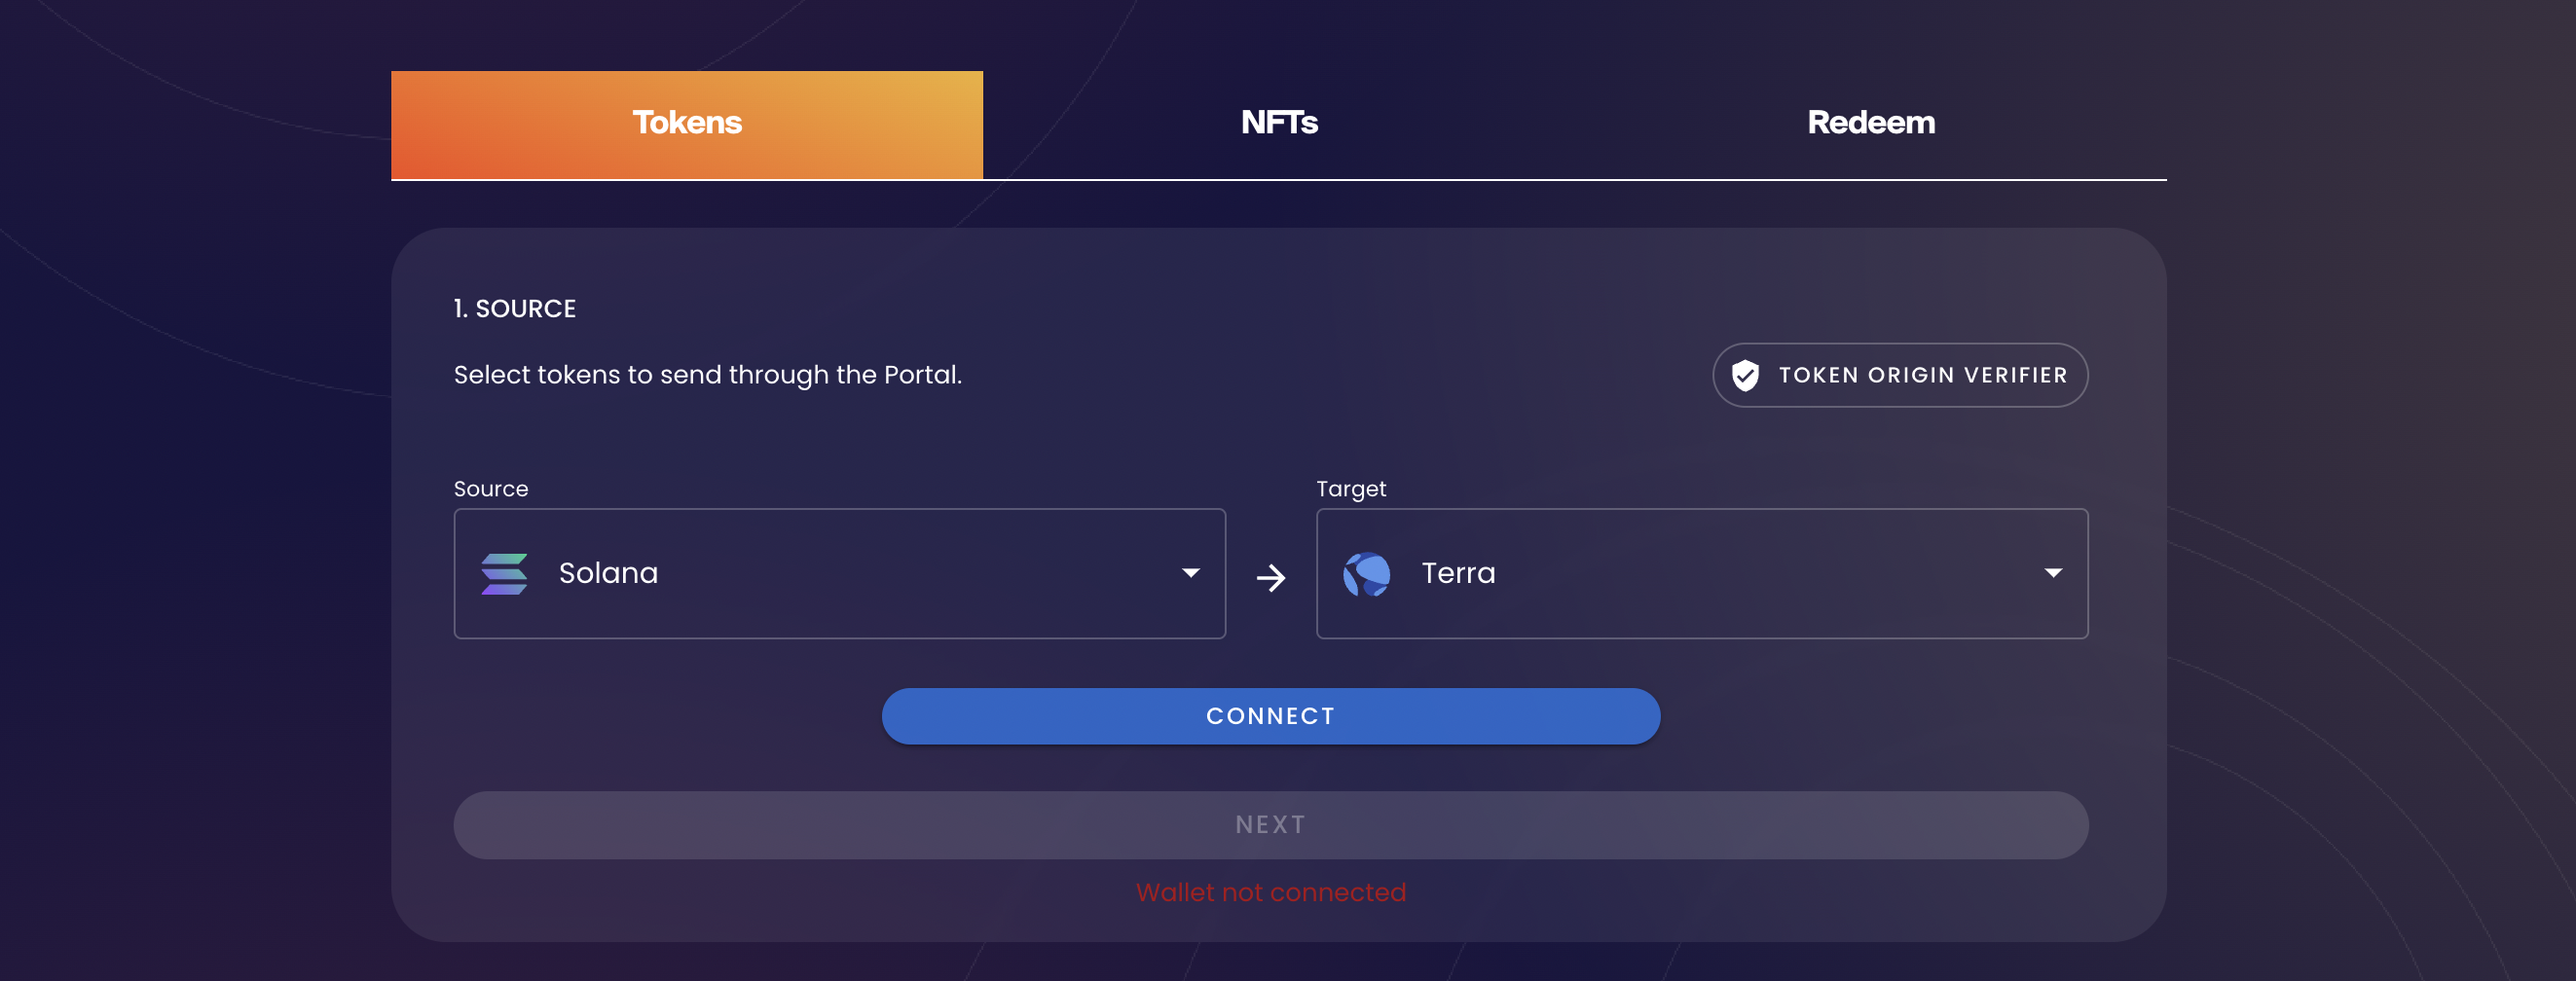 Tokens
NFTs
Redeem
1. SOURCE
Select tokens to send through the Portal.
TOKEN ORIGIN VERIFIER
Source
Target
Solana
Terra
CONNECT
NEXT
Wallet not connected